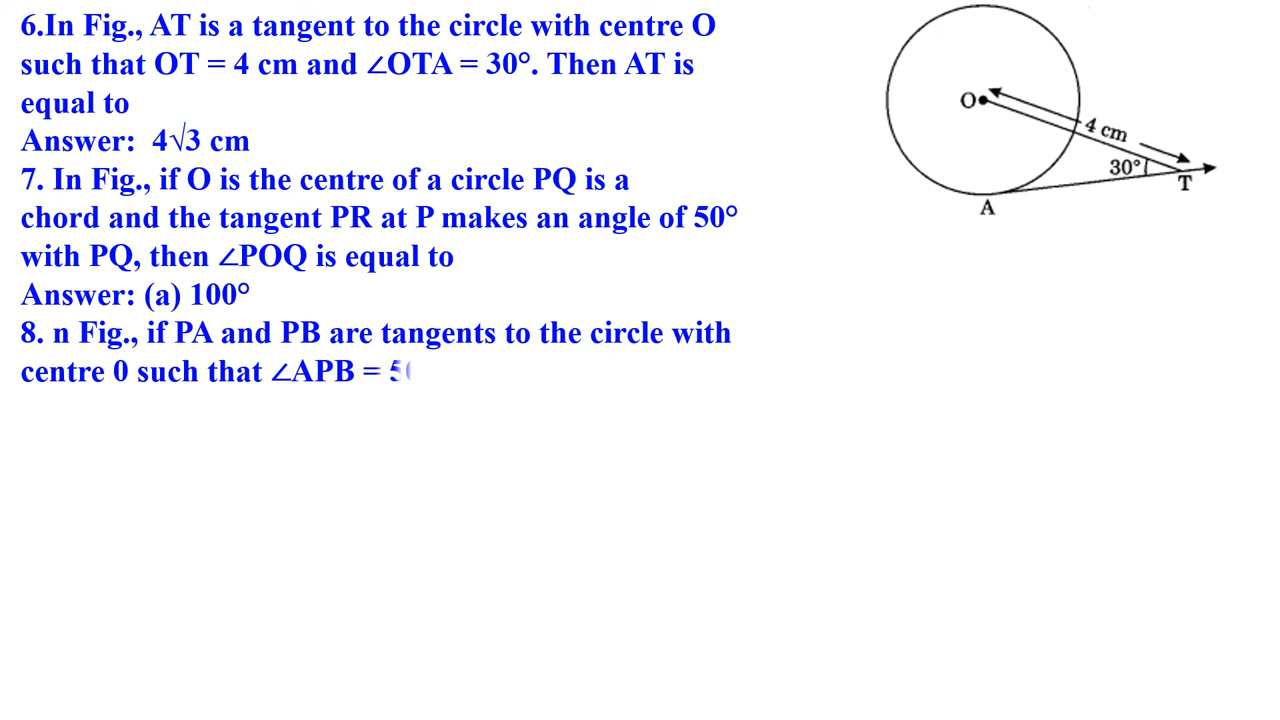 6.In Fig., AT is a tangent to the circle with centre O
such that OT = 4 cm and ∠OTA = 30°. Then AT is
equal to
Answer:  4√3 cm
7. In Fig., if O is the centre of a circle PQ is a
chord and the tangent PR at P makes an angle of 50°
with PQ, then ∠POQ is equal to
Answer: (a) 100°
8. n Fig., if PA and PB are tangents to the circle with
centre 0 such that ∠APB =
O
4 cm
30°
T
A